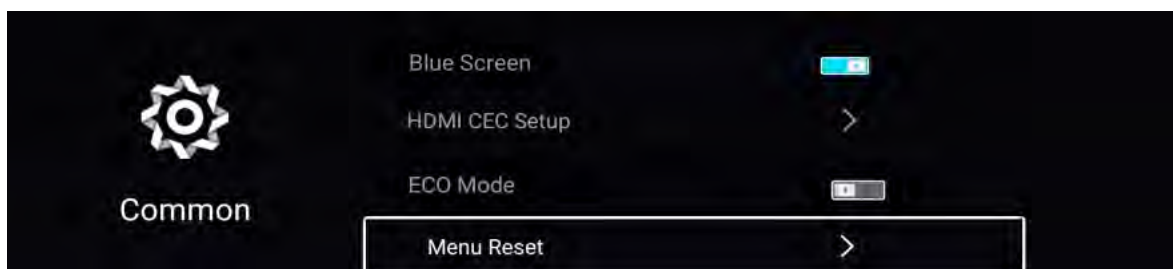 Blue Screen
HDMI CEC Setup
ECO Mode
Common
Menu Reset